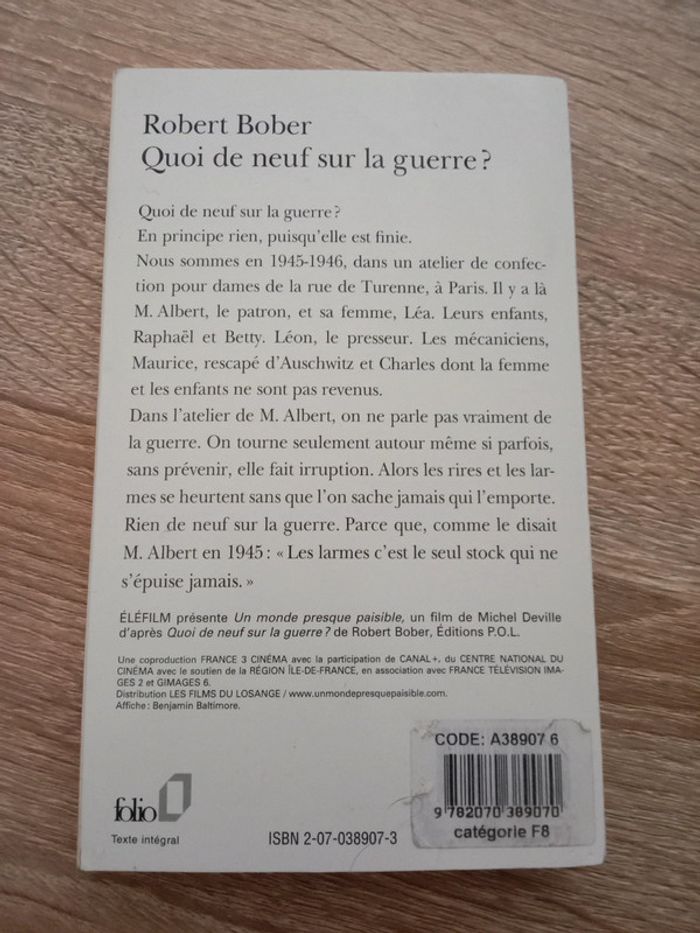 Robert Bober
Quoi de neuf sur la guerre ?
Quoi de neuf sur la guerre ?
En principe rien, puisqu'elle est finie.
Nous sommes en 1945-1946, dans un atelier de confec-
tion pour dames de la rue de Turenne, à Paris. Il y a là
M. Albert, le patron, et sa femme, Léa. Leurs enfants,
Raphaël et Betty. Léon, le presseur. Les mécaniciens,
Maurice, rescapé d'Auschwitz et Charles dont la femme
et les enfants ne sont pas revenus.
Dans l'atelier de M. Albert, on ne parle pas vraiment de
la guerre. On tourne seulement autour même si parfois,
sans prévenir, elle fait irruption. Alors les rires et les lar-
mes se heurtent sans que l'on sache jamais qui l'emporte.
Rien de neuf sur la guerre. Parce que, comme le disait
M. Albert en 1945 : « Les larmes c'est le seul stock qui ne
s'épuise jamais. »
ÉLÉFILM présente Un monde presque paisible, un film de Michel Deville
d'après Quoi de neuf sur la guerre ? de Robert Bober, Éditions P.O.L.
Une coproduction FRANCE 3 CINÉMA avec la participation de CANAL+, du CENTRE NATIONAL DU
CINÉMA avec le soutien de la RÉGION ÎLE-DE-FRANCE, en association avec FRANCE TÉLÉVISION IMA-
GES 2 et GIMAGES 6.
Distribution LES FILMS DU LOSANGE / www.unmondepresquepaisible.com.
Affiche : Benjamin Baltimore.
CODE: A38907 6
9 782070 389070
catégorie F8
folio
Texte intégral
ISBN 2-07-038907-3